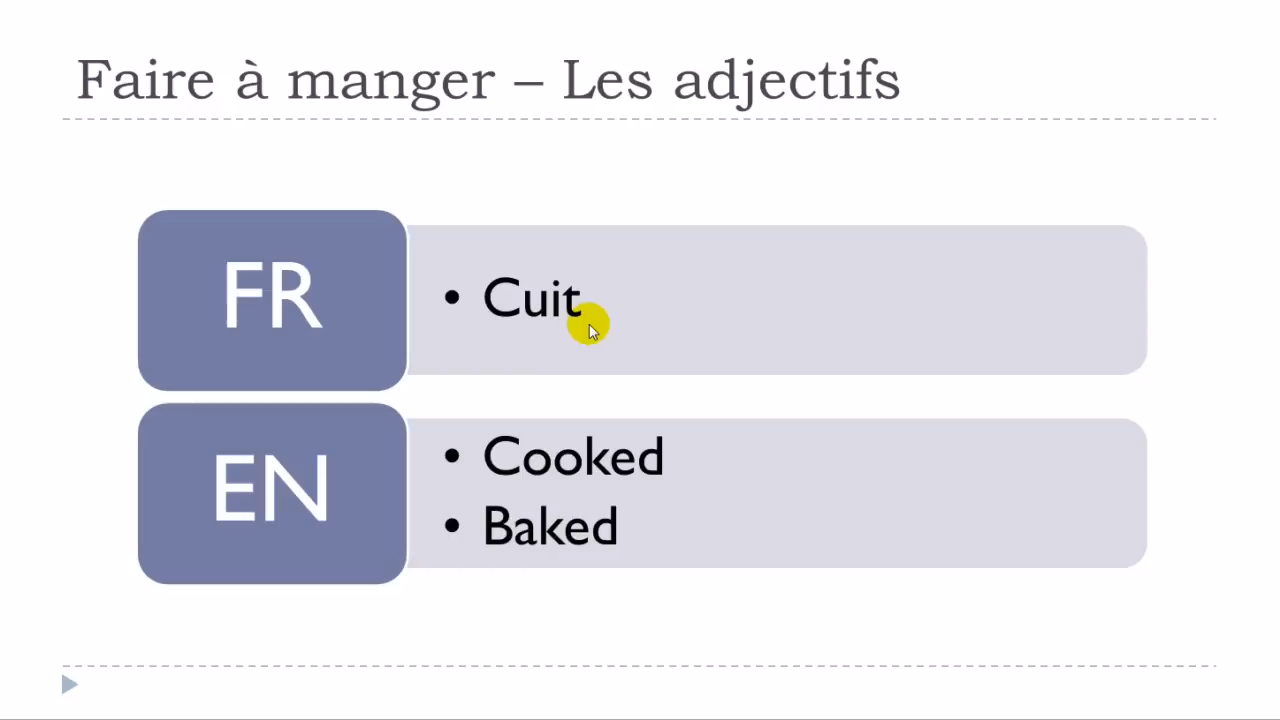 Faire à manger – Les adjectifs
FR
• Cuit
EN
• Cooked
• Baked